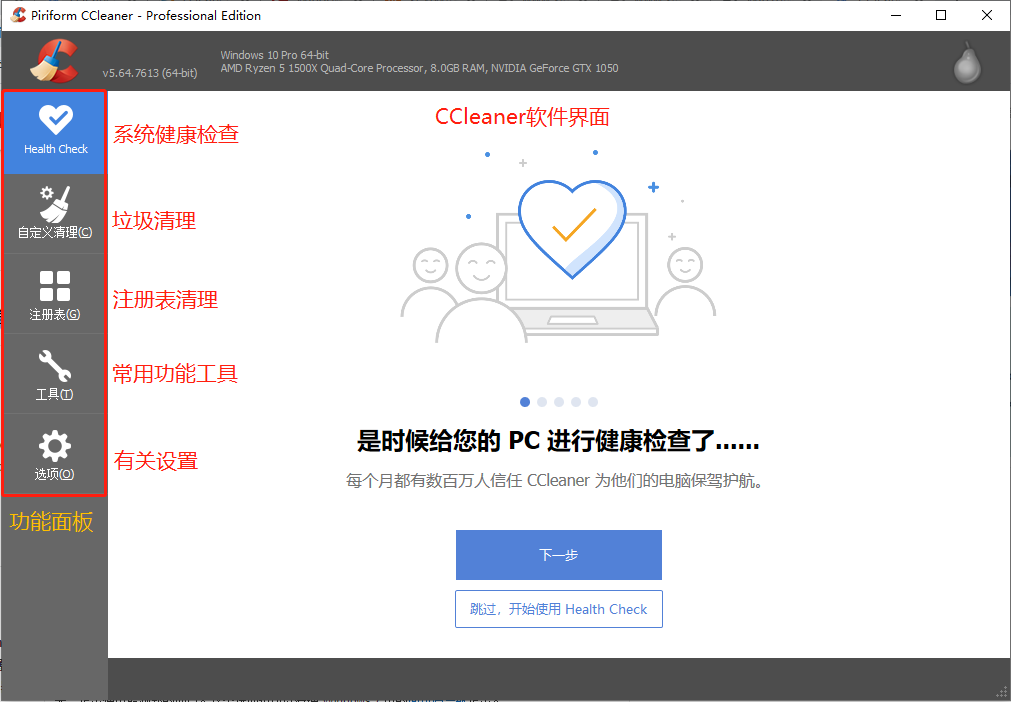 Piriform CCleaner - Professional Edition
v5.64.7613 (64-bit)
Windows 10 Pro 64-bit
AMD Ryzen 5 1500X Quad-Core Processor, 8.0GB RAM, NVIDIA GeForce GTX 1050
CCleaner软件界面
Health Check
系统健康检查
自定义清理(C)
垃圾清理
注册表(G)
注册表清理
工具(T)
常用功能工具
选项(O)
有关设置
功能面板
是时候给您的 PC 进行健康检查了......
每个月都有数百万人信任 CCleaner 为他们的电脑保驾护航。
下一步
跳过，开始使用 Health Check